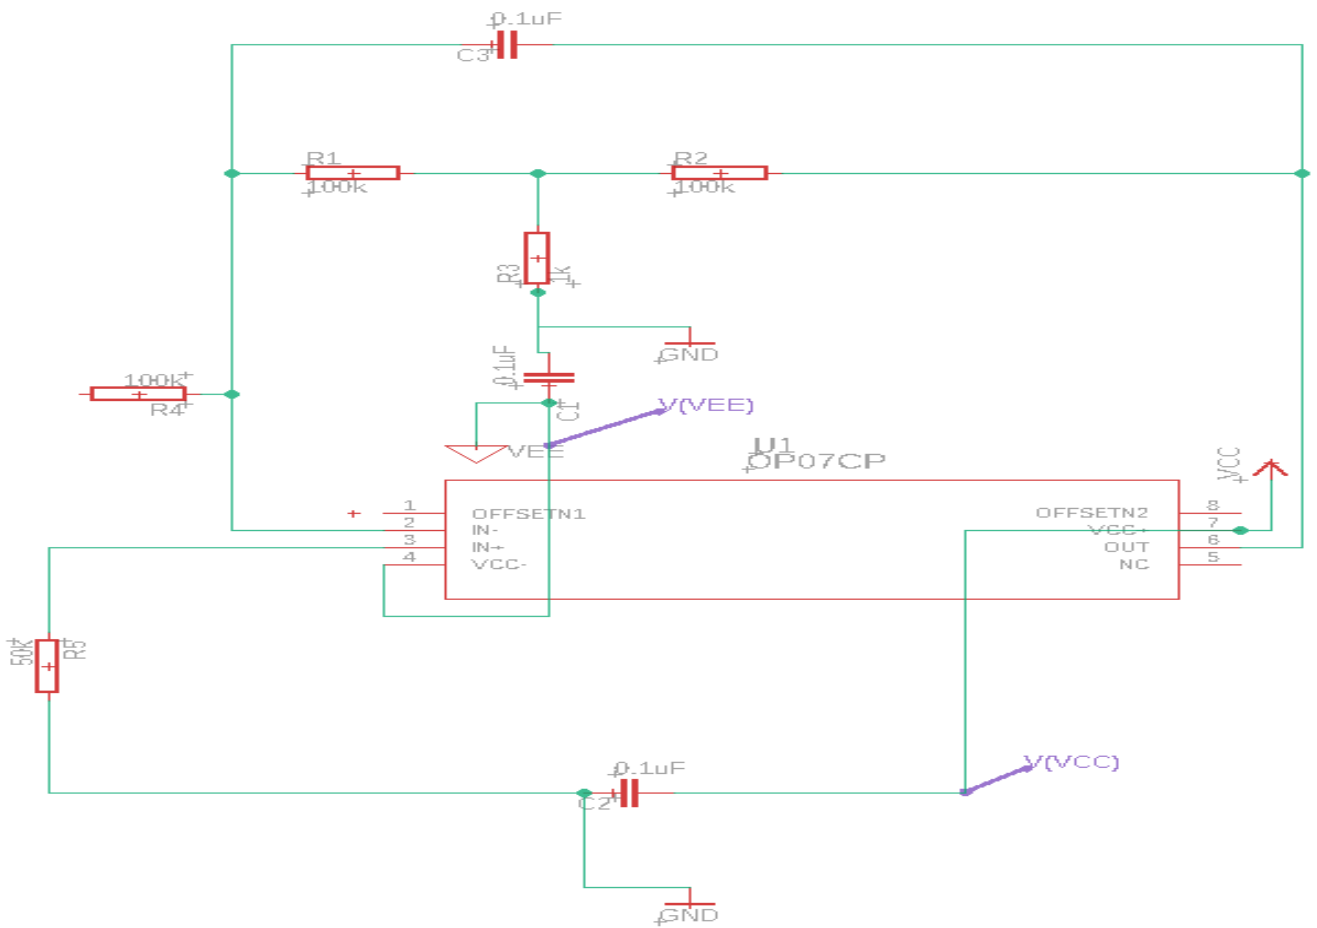 0.1uF
C3
R1
100k
R2
100k
R3
1k
GND
0.1uF
C1
100k
R4
V(VEE)
VEE
U1
OP07CP
VCC
1
OFFSETN1
2
IN-
3
IN+
4
VCC-
OFFSETN2
8
VCC+
7
OUT
6
NC
5
50K
R5
0.1uF
C2
V(VCC)
GND